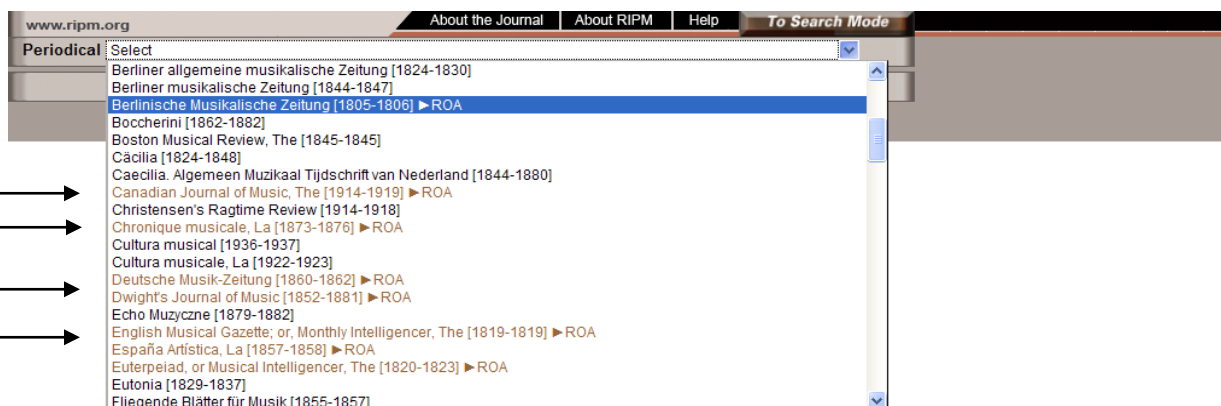 www.ripm.org About the Journal About RIPM Help To Search Mode
Periodical Select
Berliner allgemeine musikalische Zeitung [1824-1830]
Berliner musikalische Zeitung [1844-1847]
Berlinische Musikalische Zeitung [1805-1806] ►ROA
Boccherini [1862-1882]
Boston Musical Review, The [1845-1845]
Cäcilia [1824-1848]
Caecilia. Algemeen Muzikaal Tijdschrift van Nederland [1844-1880]
Canadian Journal of Music, The [1914-1919] ►ROA
Christensen's Ragtime Review [1914-1918]
Chronique musicale, La [1873-1876] ►ROA
Cultura musical [1936-1937]
Cultura musicale, La [1922-1923]
Deutsche Musik-Zeitung [1860-1862] ►ROA
Dwight's Journal of Music [1852-1881] ►ROA
Echo Muzyczne [1879-1882]
English Musical Gazette; or, Monthly Intelligencer, The [1819-1819] ►ROA
España Artística, La [1857-1858] ►ROA
Euterpeiad, or Musical Intelligencer, The [1820-1823] ►ROA
Eutonia [1829-1837]
Fliegende Blätter für Musik [1855-1857]